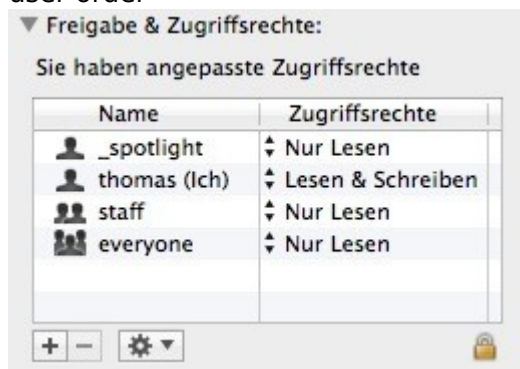 Freigabe & Zugriffsrechte:
Sie haben angepasste Zugriffsrechte
Name Zugriffsrechte
_spotlight Nur Lesen
thomas (Ich) Lesen & Schreiben
staff Nur Lesen
everyone Nur Lesen